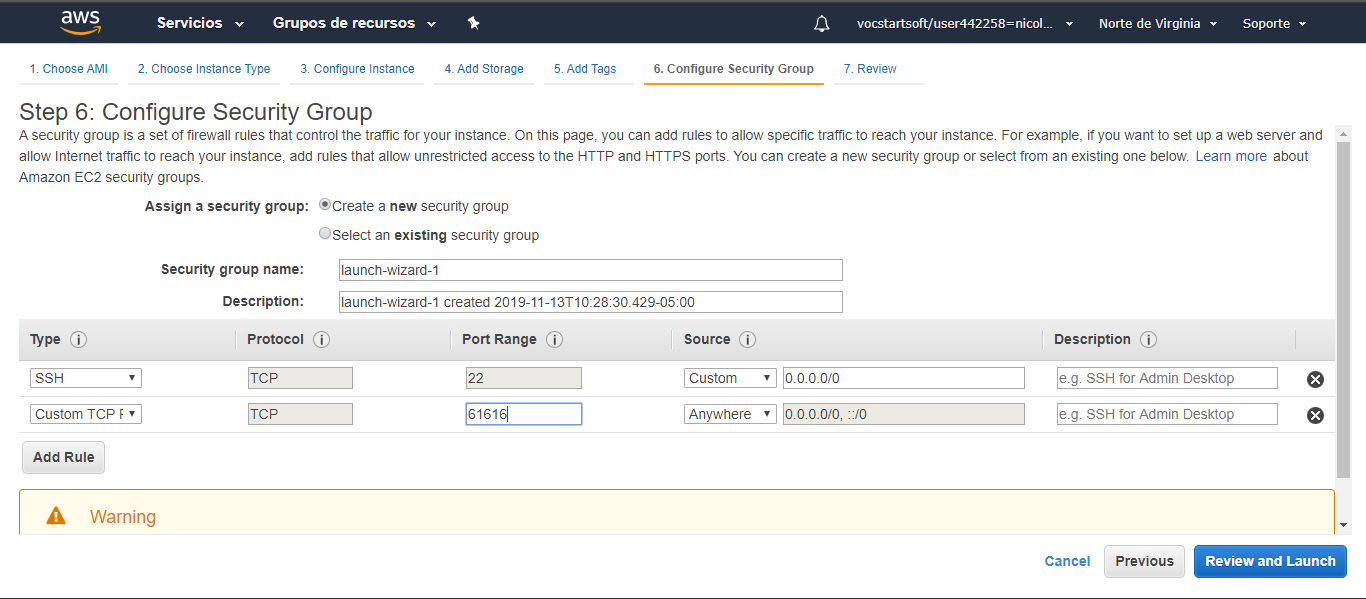 aws Servicios Grupos de recursos vocstartsoft/user442258=nicol... Norte de Virginia Soporte
1. Choose AMI 2. Choose Instance Type 3. Configure Instance 4. Add Storage 5. Add Tags 6. Configure Security Group 7. Review
Step 6: Configure Security Group
A security group is a set of firewall rules that control the traffic for your instance. On this page, you can add rules to allow specific traffic to reach your instance. For example, if you want to set up a web server and
allow Internet traffic to reach your instance, add rules that allow unrestricted access to the HTTP and HTTPS ports. You can create a new security group or select from an existing one below. Learn more about
Amazon EC2 security groups.
Assign a security group: Create a new security group
Select an existing security group
Security group name: launch-wizard-1
Description: launch-wizard-1 created 2019-11-13T10:28:30.429-05:00
Type i Protocol i Port Range i Source i Description i
SSH TCP 22 Custom 0.0.0.0/0 e.g. SSH for Admin Desktop
Custom TCP F TCP 61616 Anywhere 0.0.0.0/0, ::/0 e.g. SSH for Admin Desktop
Add Rule
Warning
Cancel Previous Review and Launch